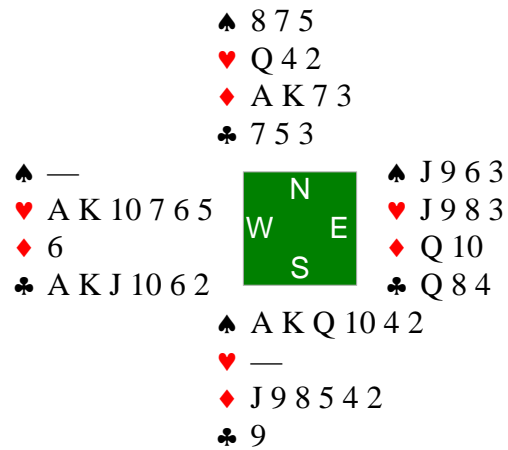 ♠ 8 7 5
♥ Q 4 2
♦ A K 7 3
♣ 7 5 3
♠ —
♥ A K 10 7 6 5
♦ 6
♣ A K J 10 6 2
N
W E
S
♠ J 9 6 3
♥ J 9 8 3
♦ Q 10
♣ Q 8 4
♠ A K Q 10 4 2
♥ —
♦ J 9 8 5 4 2
♣ 9